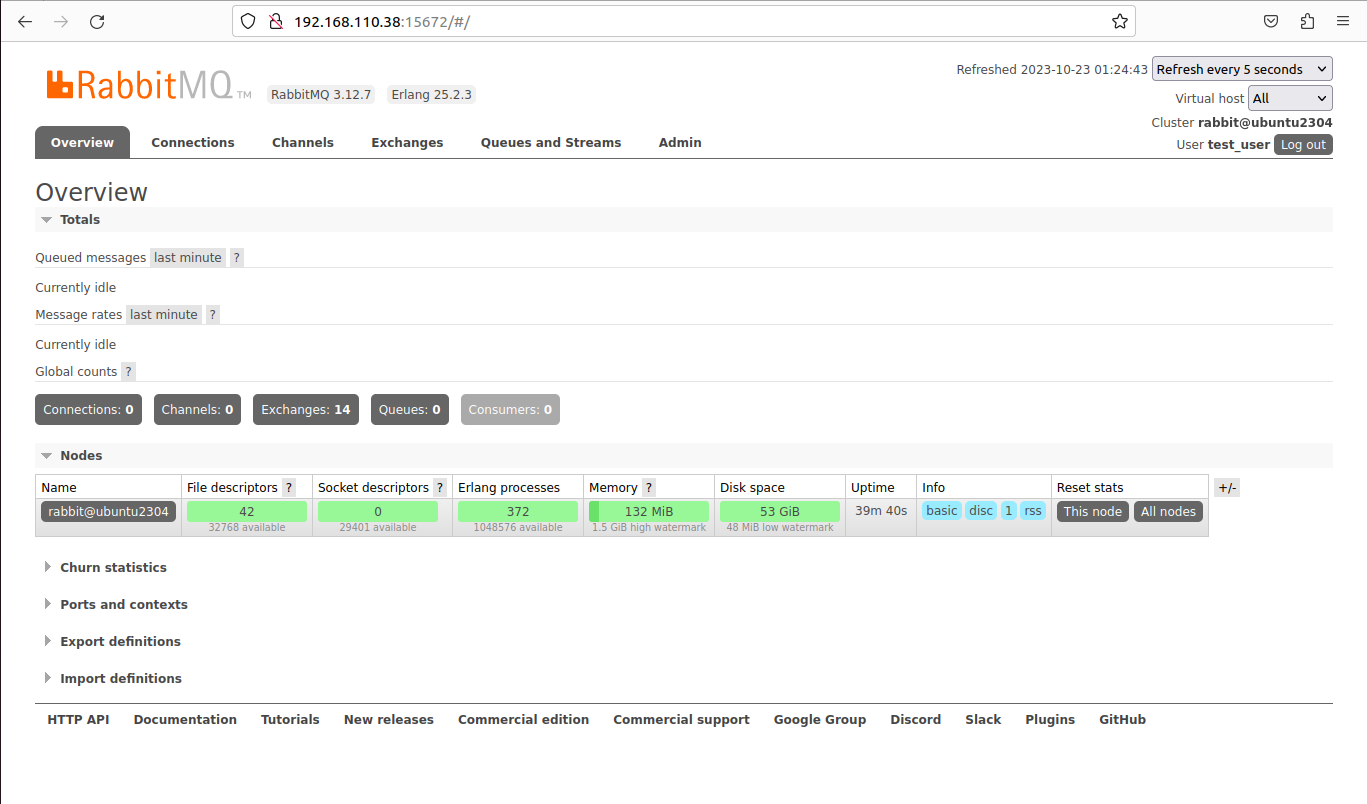 192.168.110.38:15672/#/
RabbitMQ TM RabbitMQ 3.12.7 Erlang 25.2.3
Refreshed 2023-10-23 01:24:43 Refresh every 5 seconds
Virtual host All
Cluster rabbit@ubuntu2304
User test_user Log out
Overview Connections Channels Exchanges Queues and Streams Admin
Overview
Totals
Queued messages last minute ?
Currently idle
Message rates last minute ?
Currently idle
Global counts ?
Connections: 0 Channels: 0 Exchanges: 14 Queues: 0 Consumers: 0
Nodes
Name File descriptors ? Socket descriptors ? Erlang processes Memory ? Disk space Uptime Info Reset stats +/-
rabbit@ubuntu2304 42 0 372 132 MiB 53 GiB 39m 40s basic disc 1 rss This node All nodes
32768 available 29401 available 1048576 available 1.5 GiB high watermark 48 MiB low watermark
Churn statistics
Ports and contexts
Export definitions
Import definitions
HTTP API Documentation Tutorials New releases Commercial edition Commercial support Google Group Discord Slack Plugins GitHub